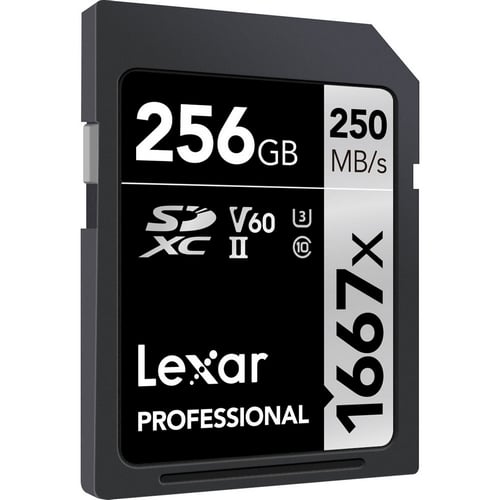 256GB
250
MB/s
SD
XC
V60
II
3
10
1667x
Lexar
PROFESSIONAL